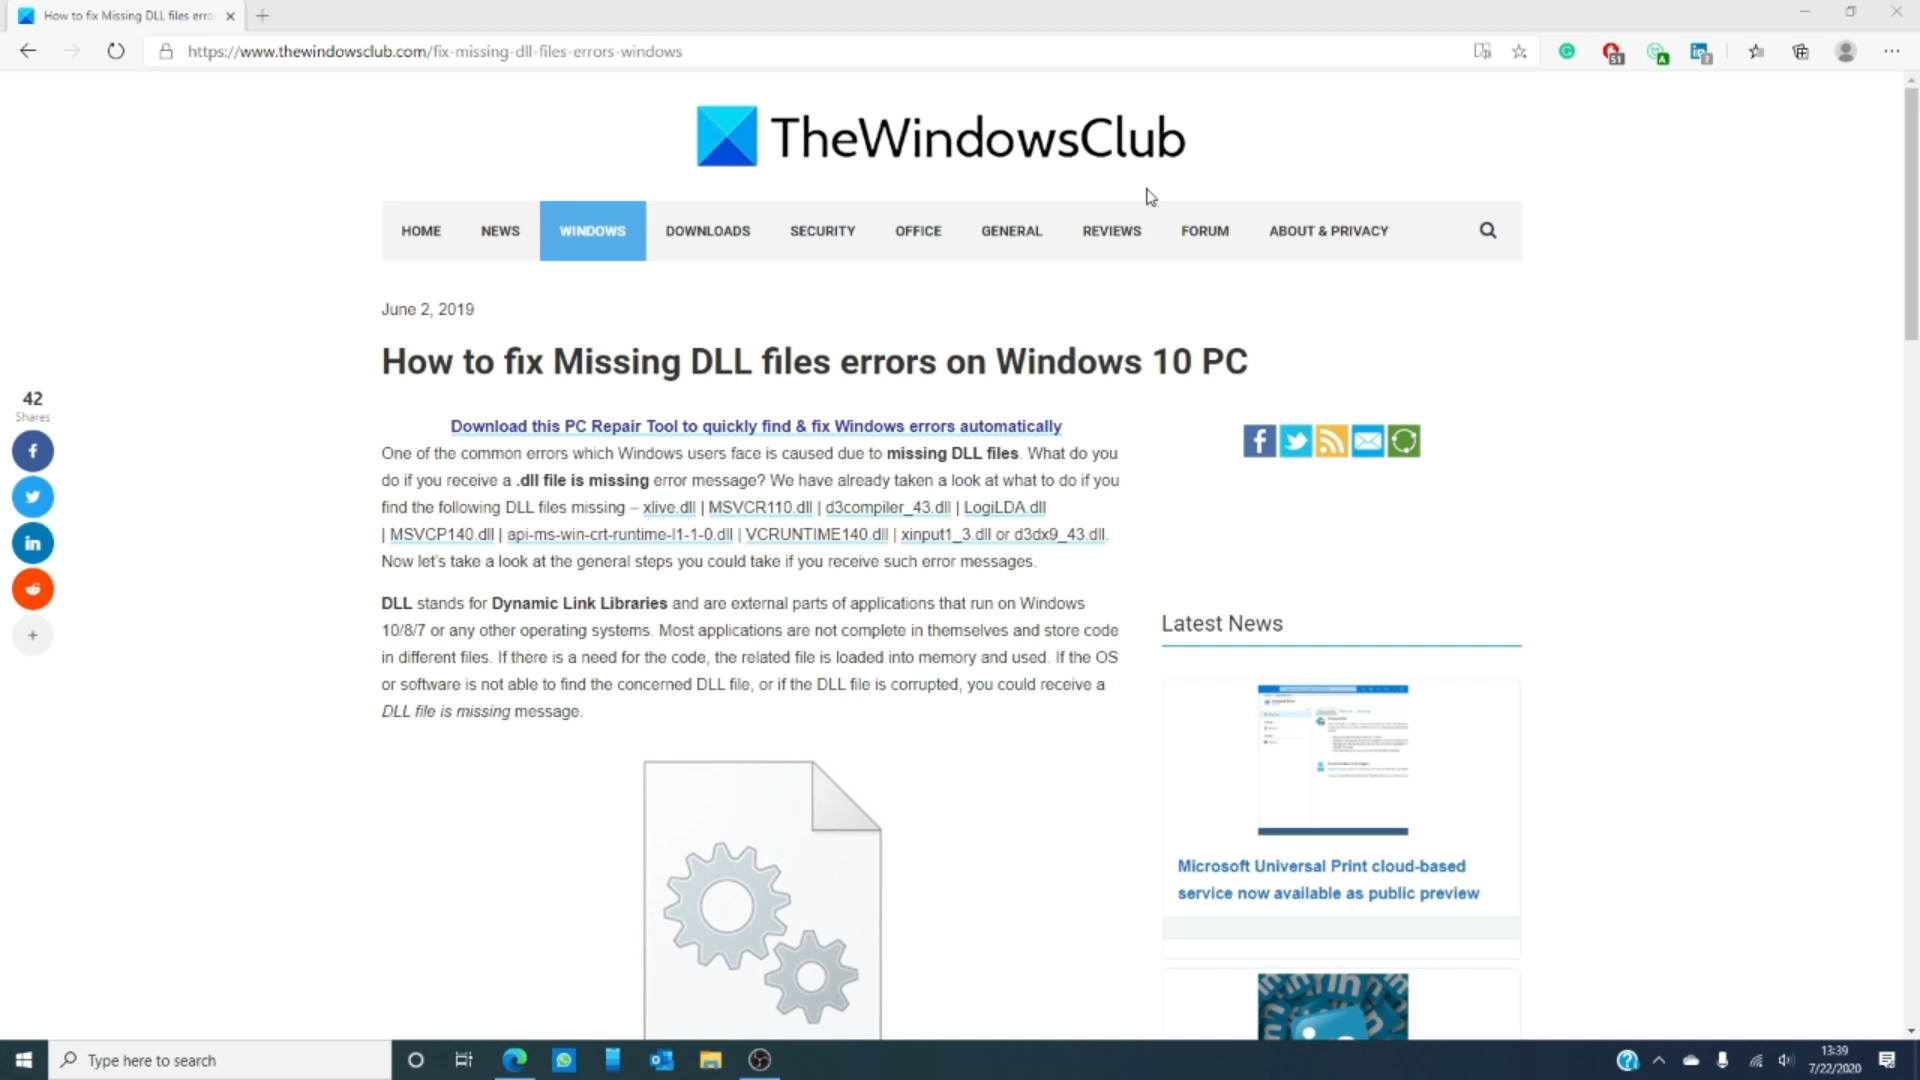 How to fix Missing DLL files erro
https://www.thewindowsclub.com/fix-missing-dll-files-errors-windows
51
A
in
?
TheWindowsClub
HOME NEWS WINDOWS DOWNLOADS SECURITY OFFICE GENERAL REVIEWS FORUM ABOUT & PRIVACY
June 2, 2019
How to fix Missing DLL files errors on Windows 10 PC
42
Shares
Download this PC Repair Tool to quickly find & fix Windows errors automatically
One of the common errors which Windows users face is caused due to missing DLL files. What do you
do if you receive a .dll file is missing error message? We have already taken a look at what to do if you
find the following DLL files missing – xlive.dll | MSVCR110.dll | d3compiler_43.dll | LogiLDA.dll
| MSVCP140.dll | api-ms-win-crt-runtime-l1-1-0.dll | VCRUNTIME140.dll | xinput1_3.dll or d3dx9_43.dll.
Now let's take a look at the general steps you could take if you receive such error messages.
DLL stands for Dynamic Link Libraries and are external parts of applications that run on Windows
10/8/7 or any other operating systems. Most applications are not complete in themselves and store code
in different files. If there is a need for the code, the related file is loaded into memory and used. If the OS
or software is not able to find the concerned DLL file, or if the DLL file is corrupted, you could receive a
DLL file is missing message.
Latest News
Microsoft Universal Print cloud-based
service now available as public preview
Type here to search
13:39
7/22/2020